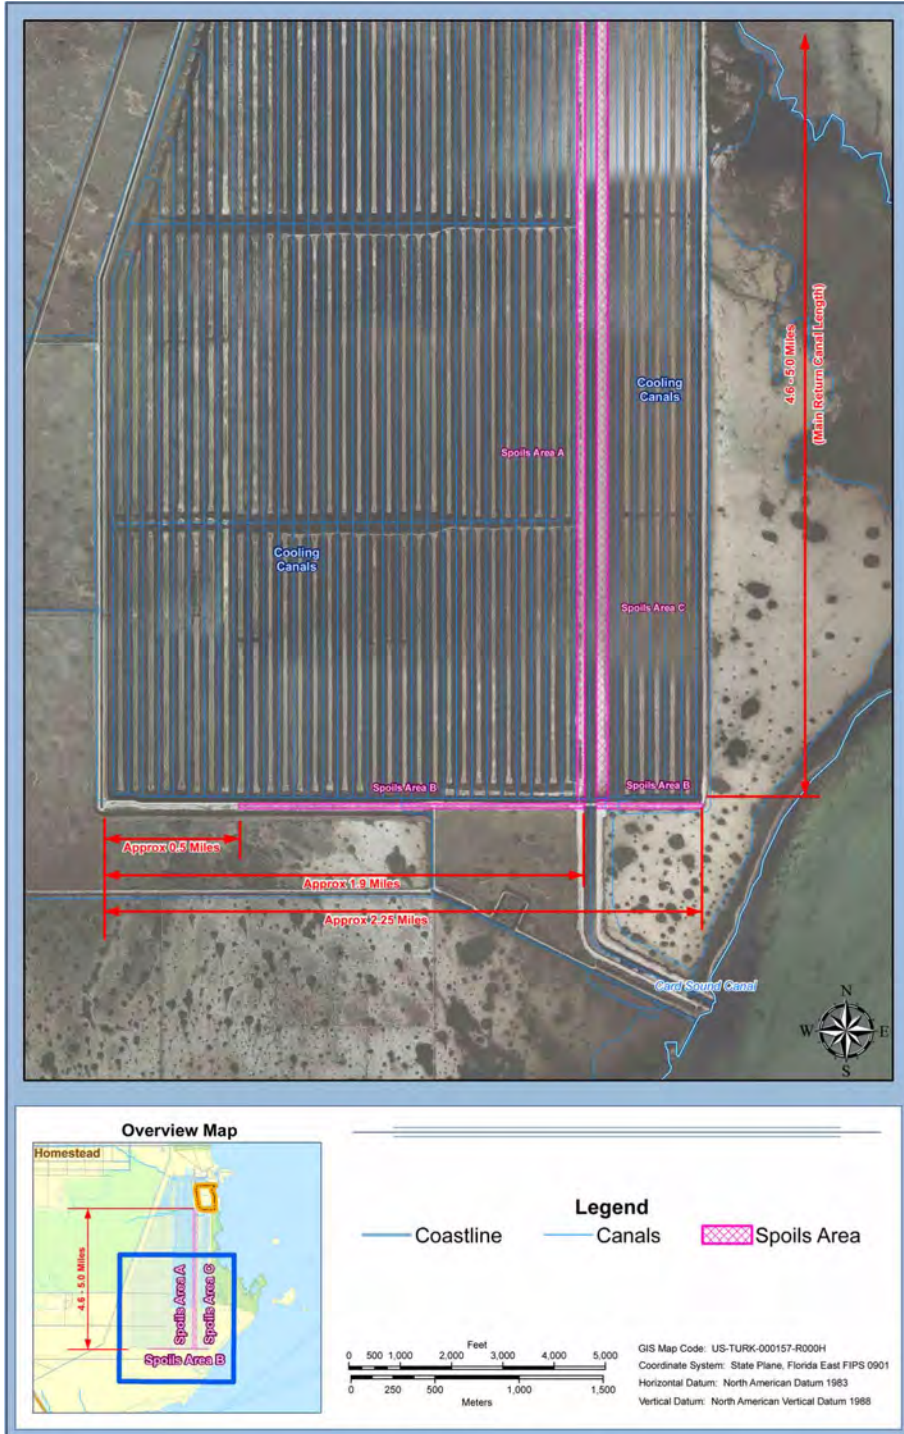 4.6 - 5.0 Miles
(Main Return Canal Length)
Cooling
Canals
Spoils Area A
Cooling
Canals
Spoils Area C
Spoils Area B
Spoils Area B
Approx 0.5 Miles
Approx 1.9 Miles
Approx 2.25 Miles
Card Sound Canal
N
W
E
S
Overview Map
Homestead
4.6 - 5.0 Miles
Spoils Area A
Spoils Area C
Spoils Area B
Legend
Coastline
Canals
Spoils Area
Feet
0 500 1,000 2,000 3,000 4,000 5,000
0 250 500 1,000 1,500
Meters
GIS Map Code: US-TURK-000157-R000H
Coordinate System: State Plane, Florida East FIPS 0901
Horizontal Datum: North American Datum 1983
Vertical Datum: North American Vertical Datum 1988